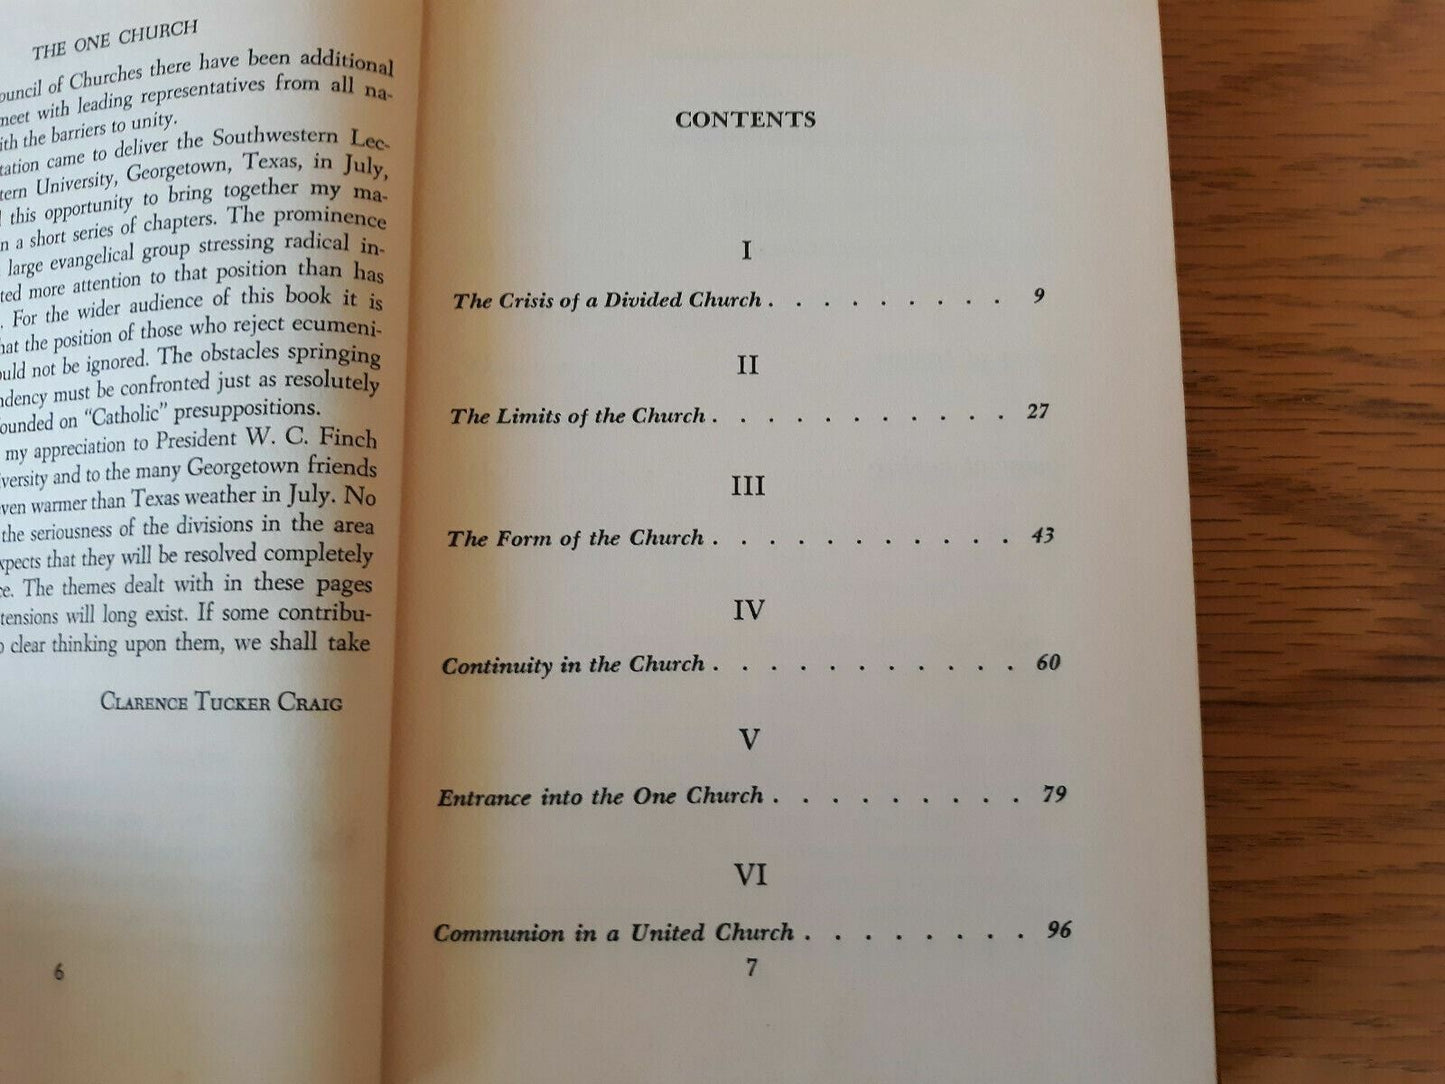 THE ONE CHURCH
ouncil of Churches there have been additional
meet with leading representatives from all na-
ith the barriers to unity.
tation came to deliver the Southwestern Lec-
tern University, Georgetown, Texas, in July,
this opportunity to bring together my ma-
n a short series of chapters. The prominence
large evangelical group stressing radical in-
ted more attention to that position than has
. For the wider audience of this book it is
hat the position of those who reject ecumeni-
ould not be ignored. The obstacles springing
ndency must be confronted just as resolutely
ounded on "Catholic" presuppositions.
my appreciation to President W. C. Finch
iversity and to the many Georgetown friends
ven warmer than Texas weather in July. No
the seriousness of the divisions in the area
xpects that they will be resolved completely
ce. The themes dealt with in these pages
tensions will long exist. If some contribu-
o clear thinking upon them, we shall take
CLARENCE TUCKER CRAIG
6
CONTENTS
I
The Crisis of a Divided Church . . . . . . . . . 9
II
The Limits of the Church . . . . . . . . . . . 27
III
The Form of the Church . . . . . . . . . . . 43
IV
Continuity in the Church . . . . . . . . . . . 60
V
Entrance into the One Church . . . . . . . . . 79
VI
Communion in a United Church . . . . . . . . 96
7